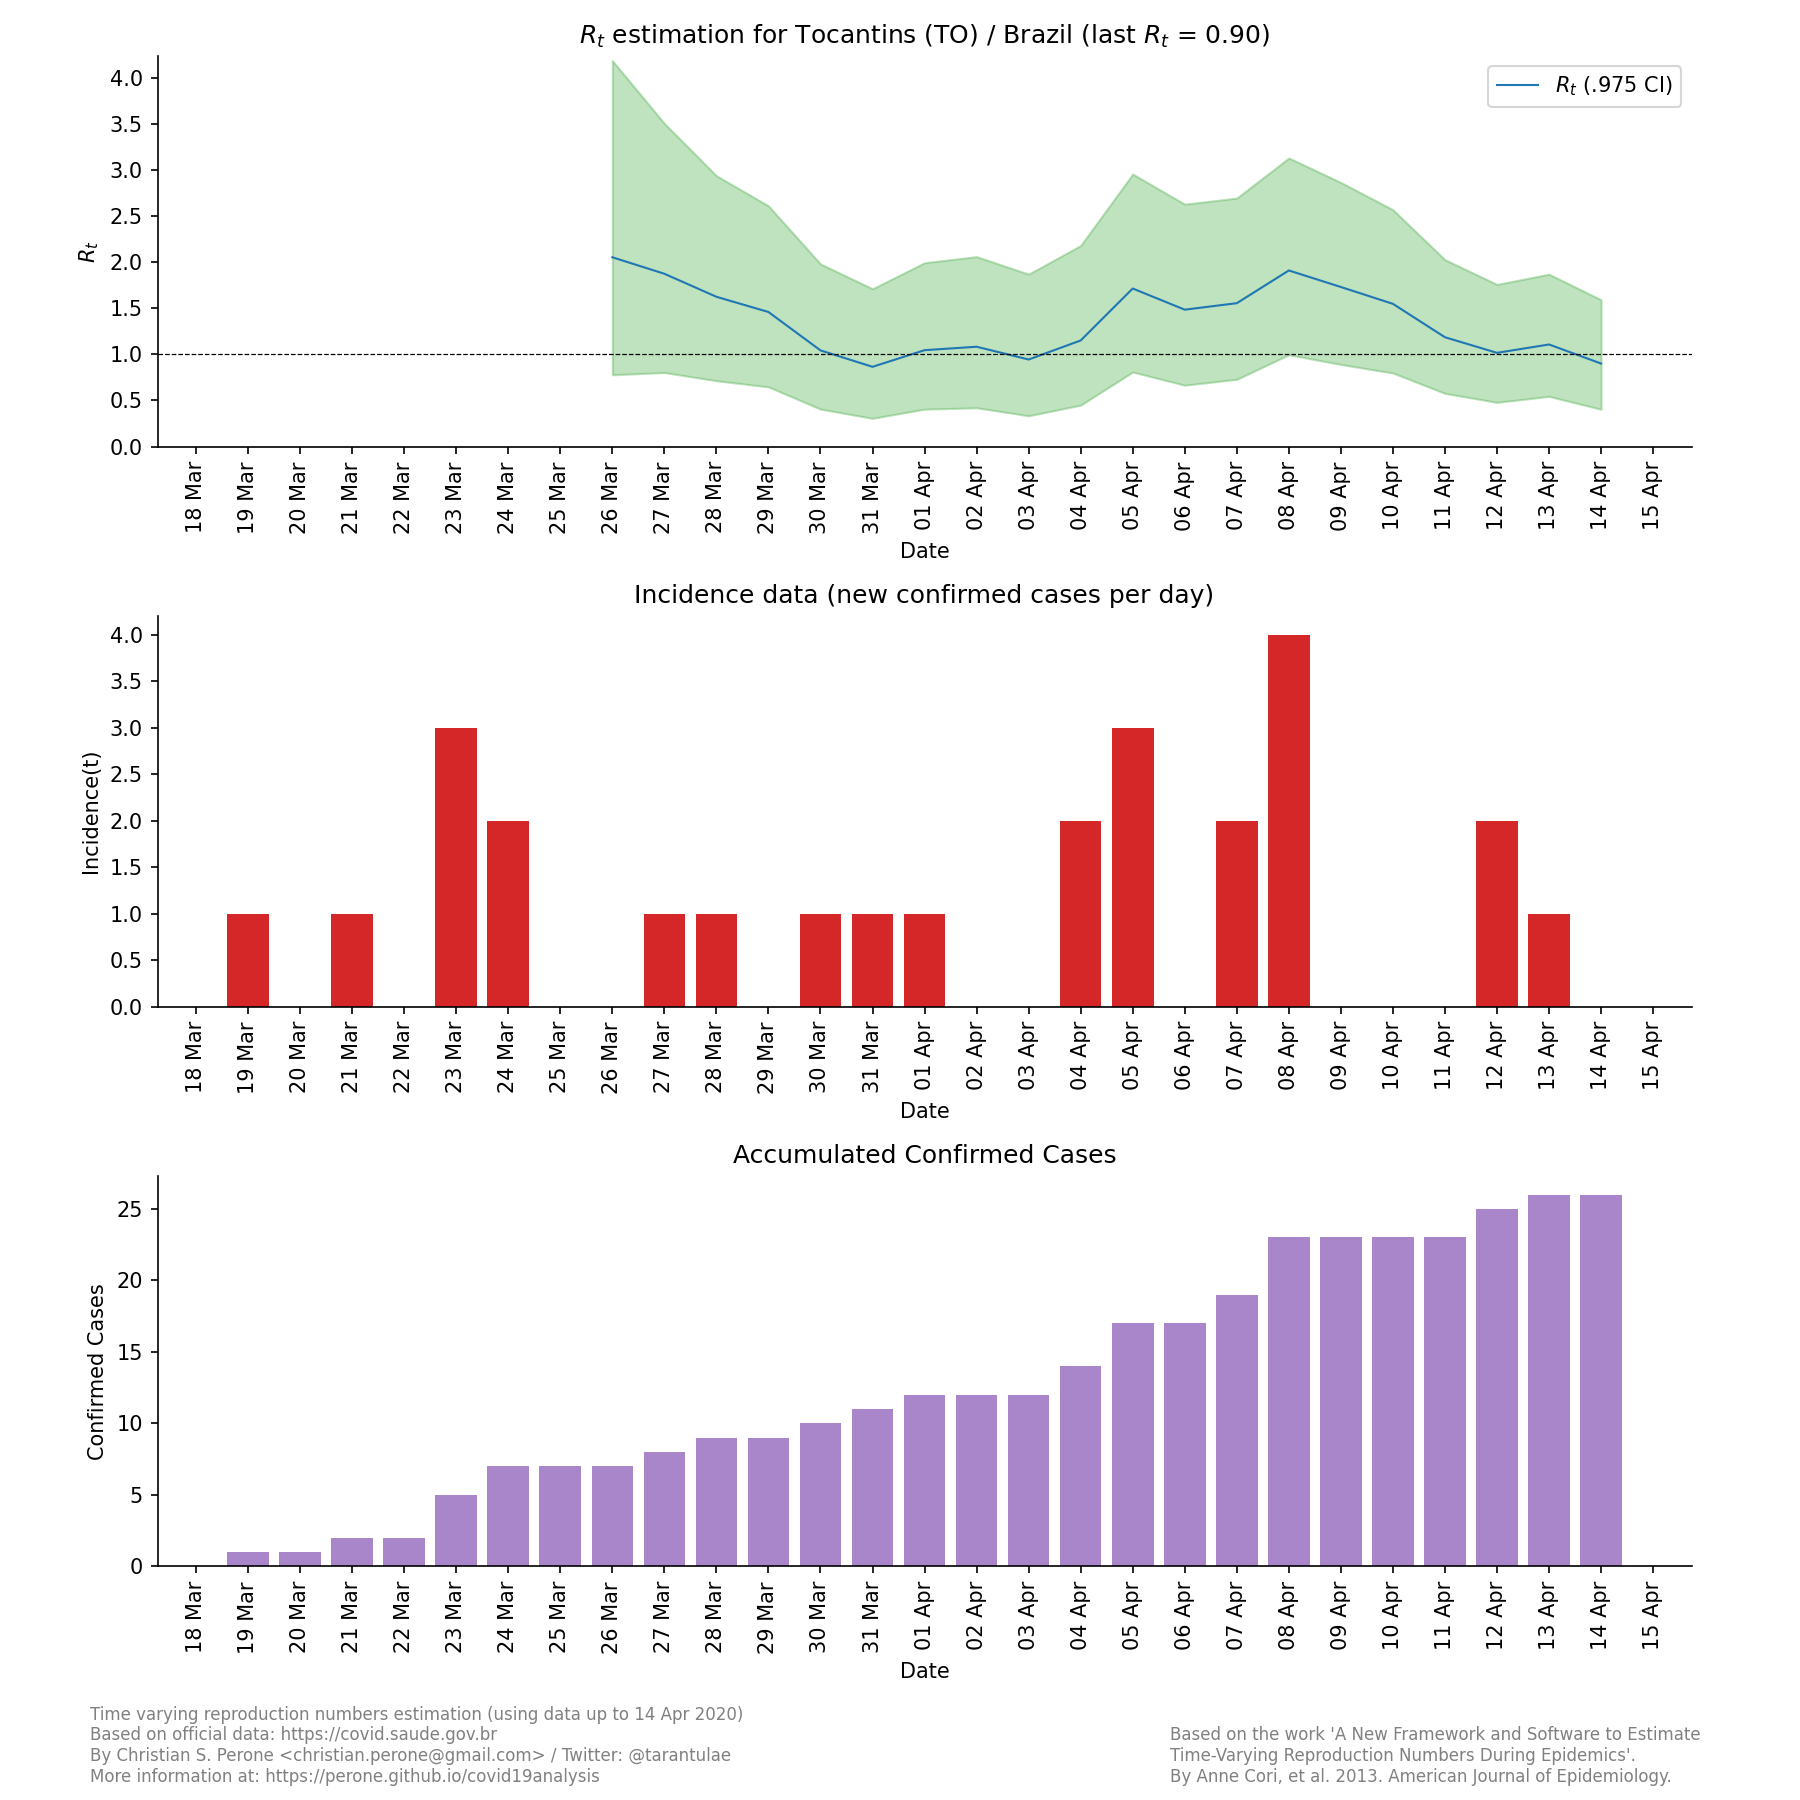 Rt estimation for Tocantins (TO) / Brazil (last Rt = 0.90)
Rt (.975 CI)
Rt
4.0
3.5
3.0
2.5
2.0
1.5
1.0
0.5
0.0
18 Mar 19 Mar 20 Mar 21 Mar 22 Mar 23 Mar 24 Mar 25 Mar 26 Mar 27 Mar 28 Mar 29 Mar 30 Mar 31 Mar 01 Apr 02 Apr 03 Apr 04 Apr 05 Apr 06 Apr 07 Apr 08 Apr 09 Apr 10 Apr 11 Apr 12 Apr 13 Apr 14 Apr 15 Apr
Date
Incidence data (new confirmed cases per day)
Incidence(t)
4.0
3.5
3.0
2.5
2.0
1.5
1.0
0.5
0.0
18 Mar 19 Mar 20 Mar 21 Mar 22 Mar 23 Mar 24 Mar 25 Mar 26 Mar 27 Mar 28 Mar 29 Mar 30 Mar 31 Mar 01 Apr 02 Apr 03 Apr 04 Apr 05 Apr 06 Apr 07 Apr 08 Apr 09 Apr 10 Apr 11 Apr 12 Apr 13 Apr 14 Apr 15 Apr
Date
Accumulated Confirmed Cases
Confirmed Cases
25
20
15
10
5
0
18 Mar 19 Mar 20 Mar 21 Mar 22 Mar 23 Mar 24 Mar 25 Mar 26 Mar 27 Mar 28 Mar 29 Mar 30 Mar 31 Mar 01 Apr 02 Apr 03 Apr 04 Apr 05 Apr 06 Apr 07 Apr 08 Apr 09 Apr 10 Apr 11 Apr 12 Apr 13 Apr 14 Apr 15 Apr
Date
Time varying reproduction numbers estimation (using data up to 14 Apr 2020)
Based on official data: https://covid.saude.gov.br
By Christian S. Perone <christian.perone@gmail.com> / Twitter: @tarantulae
More information at: https://perone.github.io/covid19analysis
Based on the work 'A New Framework and Software to Estimate
Time-Varying Reproduction Numbers During Epidemics'.
By Anne Cori, et al. 2013. American Journal of Epidemiology.